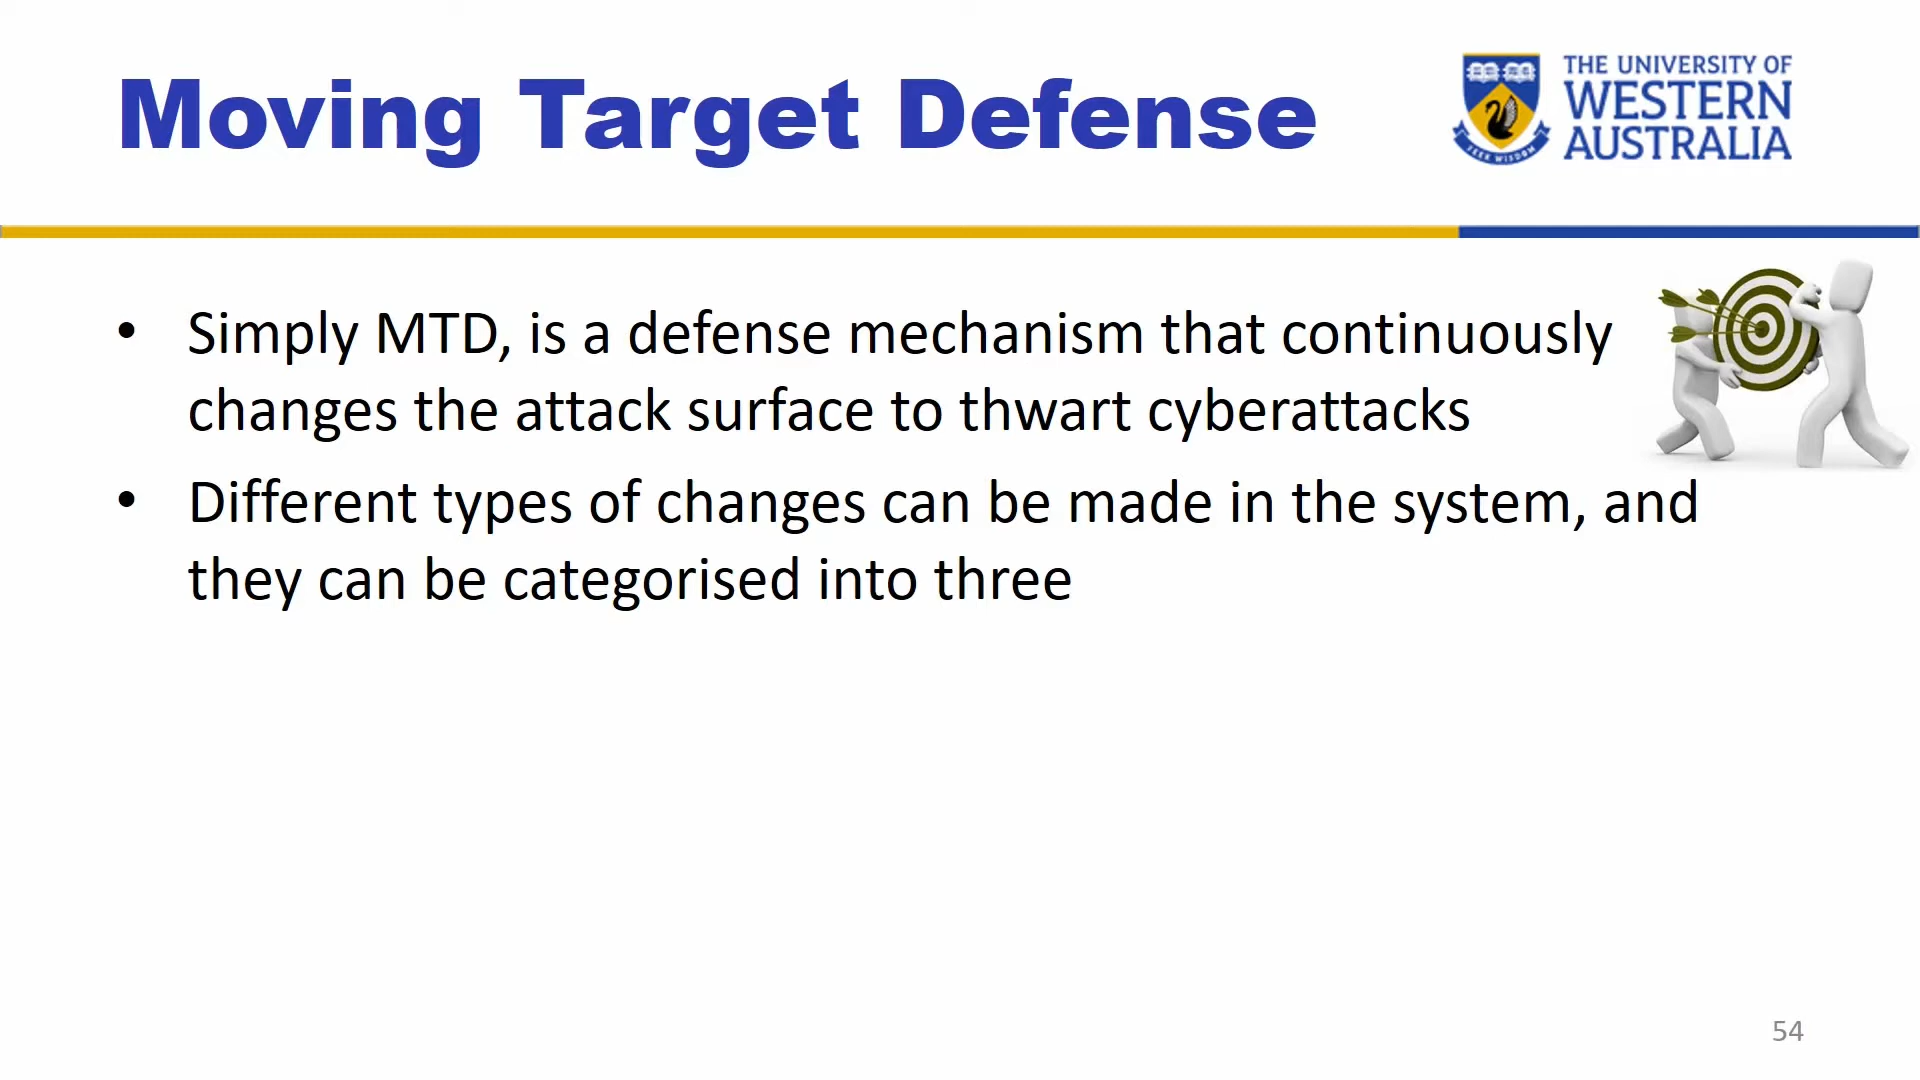 Moving Target Defense
THE UNIVERSITY OF
WESTERN
AUSTRALIA
SEEK WISDOM
• Simply MTD, is a defense mechanism that continuously
changes the attack surface to thwart cyberattacks
• Different types of changes can be made in the system, and
they can be categorised into three
54